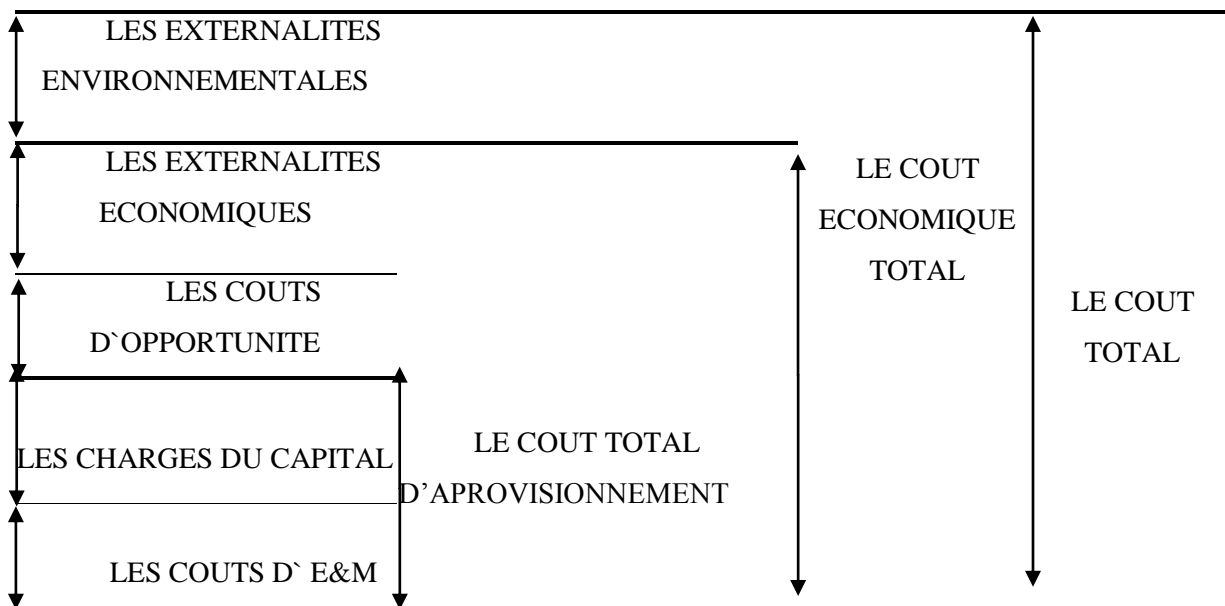 LES EXTERNALITES
ENVIRONNEMENTALES
LES EXTERNALITES
ECONOMIQUES
LES COUTS
D`OPPORTUNITE
LES CHARGES DU CAPITAL
LES COUTS D` E&M
LE COUT TOTAL
D’APROVISIONNEMENT
LE COUT
ECONOMIQUE
TOTAL
LE COUT
TOTAL